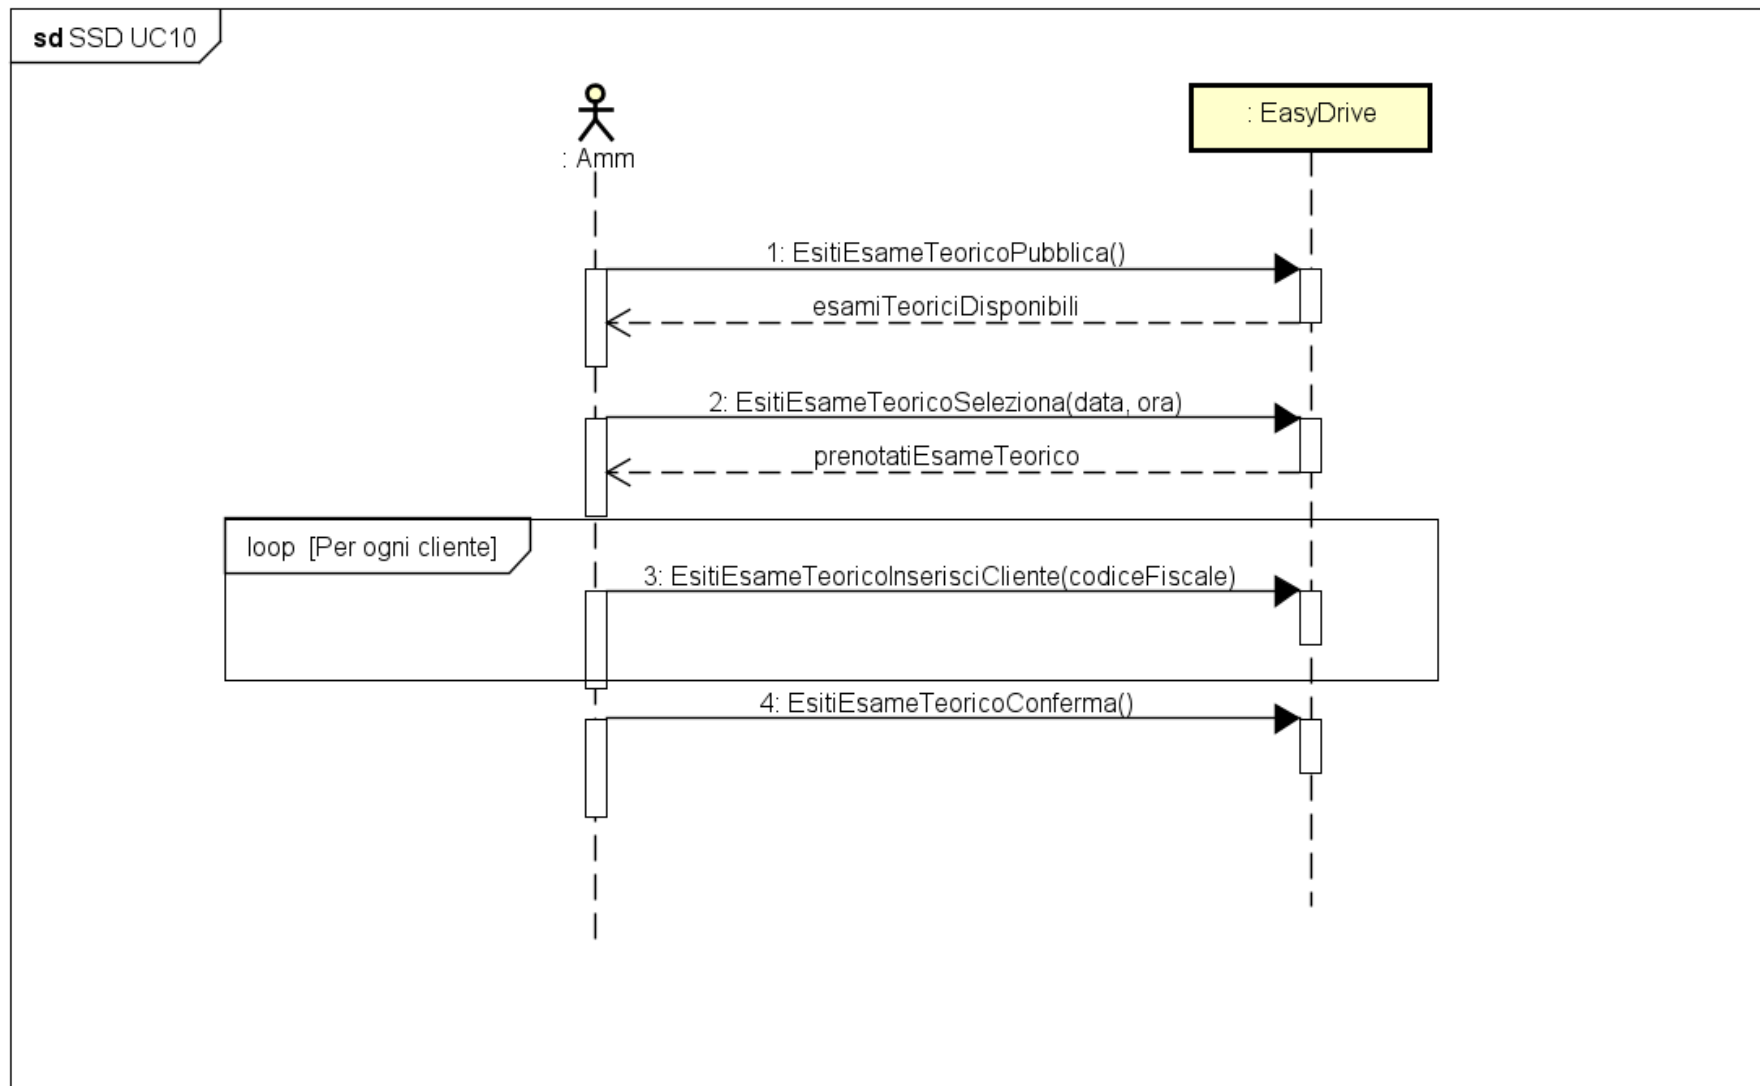 sd SSD UC10
: Amm
: EasyDrive
1: EsitiEsameTeoricoPubblica()
esamiTeoriciDisponibili
2: EsitiEsameTeoricoSeleziona(data, ora)
prenotatiEsameTeorico
loop [Per ogni cliente]
3: EsitiEsameTeoricoInserisciCliente(codiceFiscale)
4: EsitiEsameTeoricoConferma()